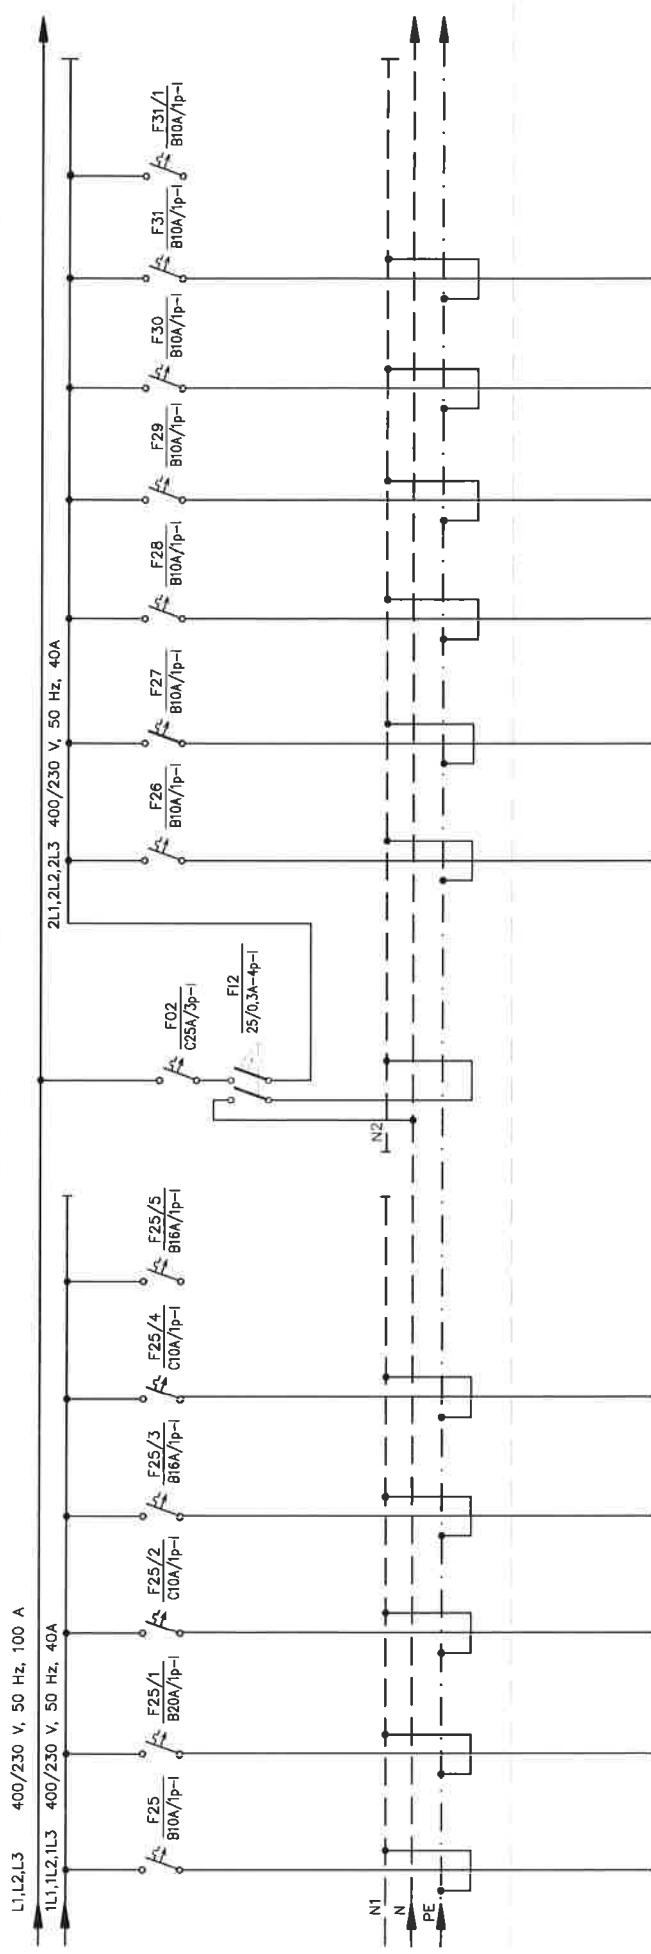 L1,L2,L3 400/230 V, 50 Hz, 100 A
1L1,1L2,1L3 400/230 V, 50 Hz, 40A
2L1,2L2,2L3 400/230 V, 50 Hz, 40A
F25
B10A/1p-I
F25/1
B20A/1p-I
F25/2
C10A/1p-I
F25/3
B16A/1p-I
F25/4
C10A/1p-I
F25/5
B16A/1p-I
F02
C25A/3p-I
FI2
25/0,3A-4p-I
F26
B10A/1p-I
F27
B10A/1p-I
F28
B10A/1p-I
F29
B10A/1p-I
F30
B10A/1p-I
F31
B10A/1p-I
F31/1
B10A/1p-I
N1
N
PE
N2